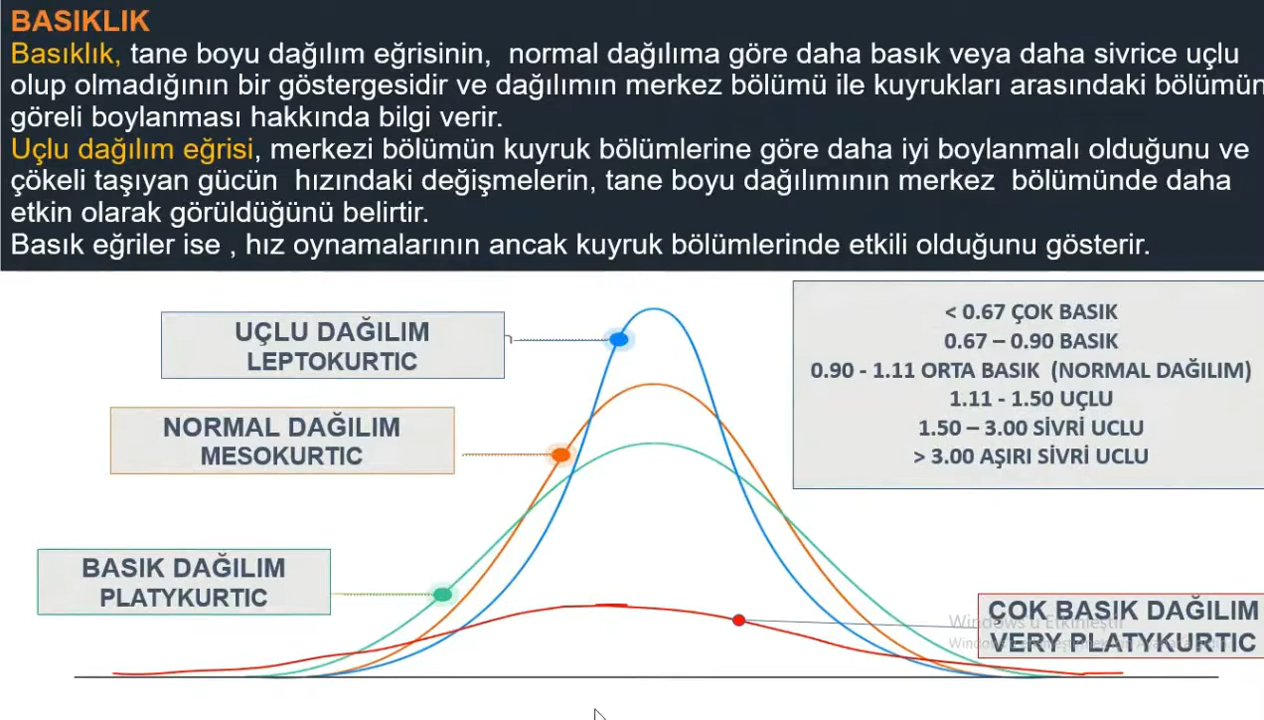 BASIKLIK
Basıklık, tane boyu dağılım eğrisinin, normal dağılıma göre daha basık veya daha sivrice uçlu
olup olmadığının bir göstergesidir ve dağılımın merkez bölümü ile kuyrukları arasındaki bölümün
göreli boylanması hakkında bilgi verir.
Uçlu dağılım eğrisi, merkezi bölümün kuyruk bölümlerine göre daha iyi boylanmalı olduğunu ve
çökeli taşıyan gücün hızındaki değişmelerin, tane boyu dağılımının merkez bölümünde daha
etkin olarak görüldüğünü belirtir.
Basık eğriler ise , hız oynamalarının ancak kuyruk bölümlerinde etkili olduğunu gösterir.
UÇLU DAĞILIM
LEPTOKURTIC
NORMAL DAĞILIM
MESOKURTIC
BASIK DAĞILIM
PLATYKURTIC
< 0.67 ÇOK BASIK
0.67 – 0.90 BASIK
0.90 - 1.11 ORTA BASIK (NORMAL DAĞILIM)
1.11 - 1.50 UÇLU
1.50 – 3.00 SİVRİ UCLU
> 3.00 AŞIRI SİVRİ UCLU
COK BASIK DAĞILIM
VERY PLATYKURTIC
Windows'u Etkinleştir